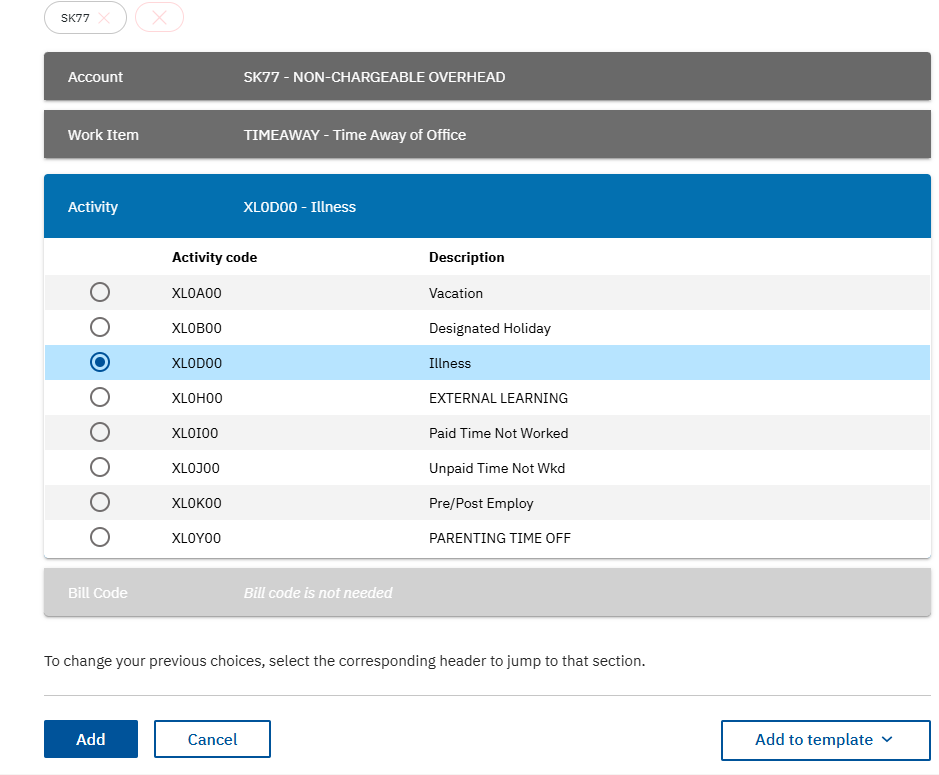 SK77
Account SK77 - NON-CHARGEABLE OVERHEAD
Work Item TIMEAWAY - Time Away of Office
Activity XL0D00 - Illness
Activity code Description
XL0A00 Vacation
XL0B00 Designated Holiday
XL0D00 Illness
XL0H00 EXTERNAL LEARNING
XL0I00 Paid Time Not Worked
XL0J00 Unpaid Time Not Wkd
XL0K00 Pre/Post Employ
XL0Y00 PARENTING TIME OFF
Bill Code Bill code is not needed
To change your previous choices, select the corresponding header to jump to that section.
Add Cancel Add to template